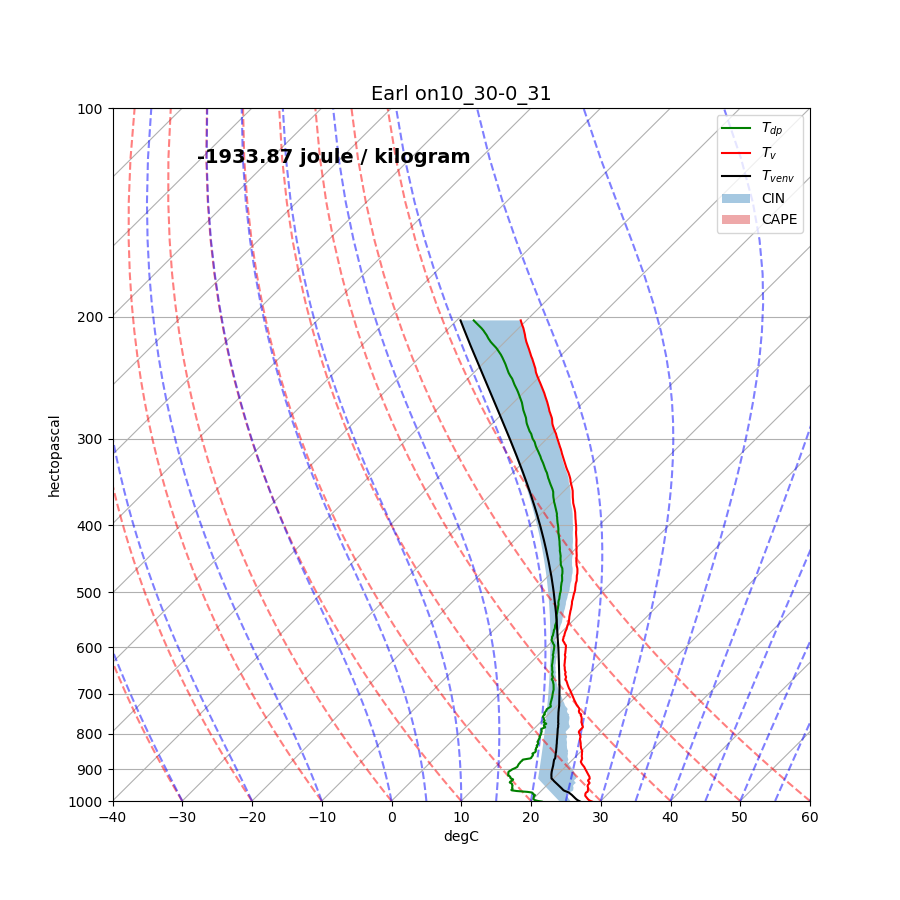 Earl on10_30-0_31
-1933.87 joule / kilogram
T_dp
T_v
T_venv
CIN
CAPE
hectopascal
100
200
300
400
500
600
700
800
900
1000
−40 −30 −20 −10 0 10 20 30 40 50 60
degC